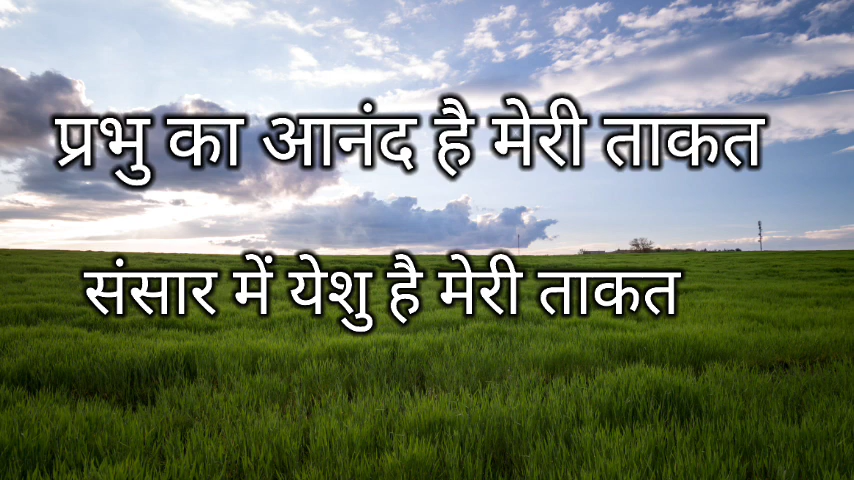 प्रभु का आनंद है मेरी ताकत
संसार में येशु है मेरी ताकत